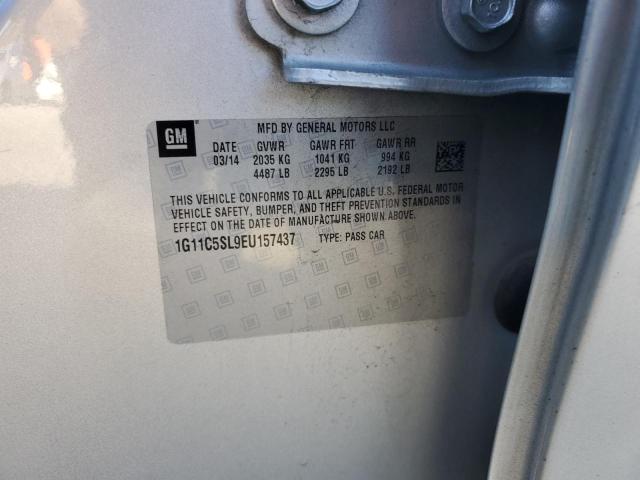 GM
MFD BY GENERAL MOTORS LLC
DATE GVWR GAWR FRT GAWR RR
03/14 2035 KG 1041 KG 994 KG
4487 LB 2295 LB 2192 LB
THIS VEHICLE CONFORMS TO ALL APPLICABLE U.S. FEDERAL MOTOR
VEHICLE SAFETY, BUMPER, AND THEFT PREVENTION STANDARDS IN
EFFECT ON THE DATE OF MANUFACTURE SHOWN ABOVE.
1G11C5SL9EU157437 TYPE: PASS CAR